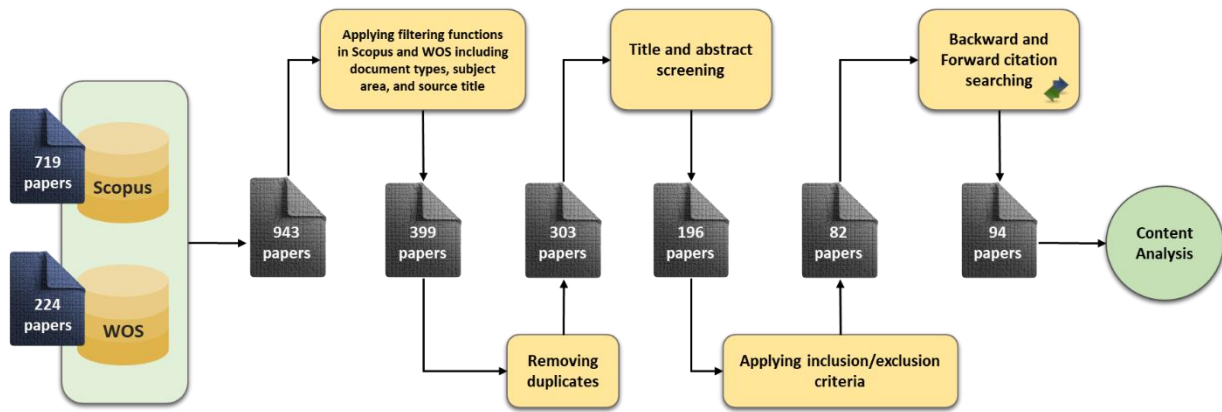 719
papers
Scopus
224
papers
WOS
943
papers
Applying filtering functions
in Scopus and WOS including
document types, subject
area, and source title
399
papers
Removing
duplicates
303
papers
Title and abstract
screening
196
papers
Applying inclusion/exclusion
criteria
82
papers
Backward and
Forward citation
searching
94
papers
Content
Analysis